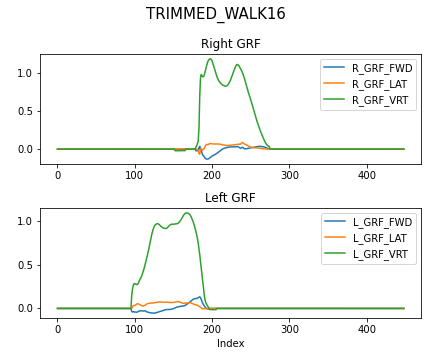 TRIMMED_WALK16
Right GRF
1.0
0.5
0.0
R_GRF_FWD
R_GRF_LAT
R_GRF_VRT
0 100 200 300 400
Left GRF
1.0
0.5
0.0
L_GRF_FWD
L_GRF_LAT
L_GRF_VRT
0 100 200 300 400
Index